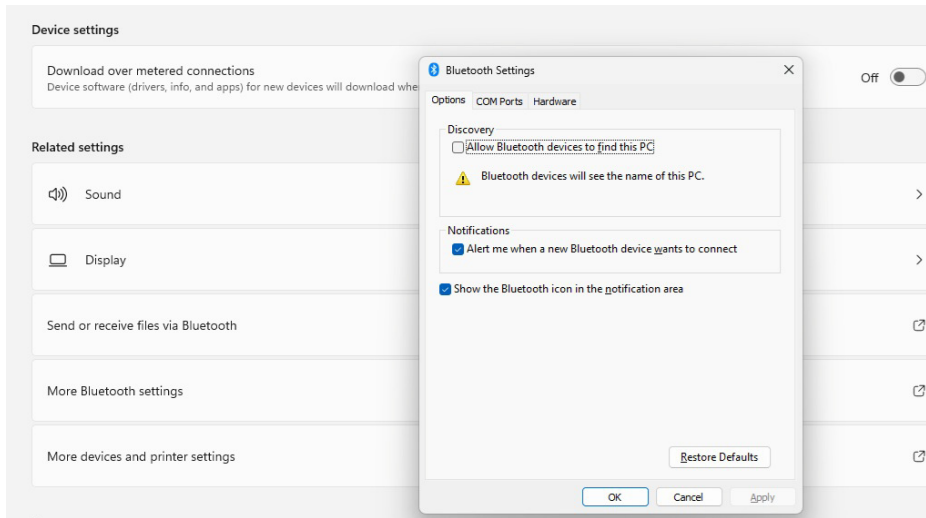 Device settings
Download over metered connections
Device software (drivers, info, and apps) for new devices will download
Off
Related settings
Sound
Display
Send or receive files via Bluetooth
More Bluetooth settings
More devices and printer settings
Bluetooth Settings
Options COM Ports Hardware
Discovery
Allow Bluetooth devices to find this PC
Bluetooth devices will see the name of this PC.
Notifications
Alert me when a new Bluetooth device wants to connect
Show the Bluetooth icon in the notification area
Restore Defaults
OK Cancel Apply